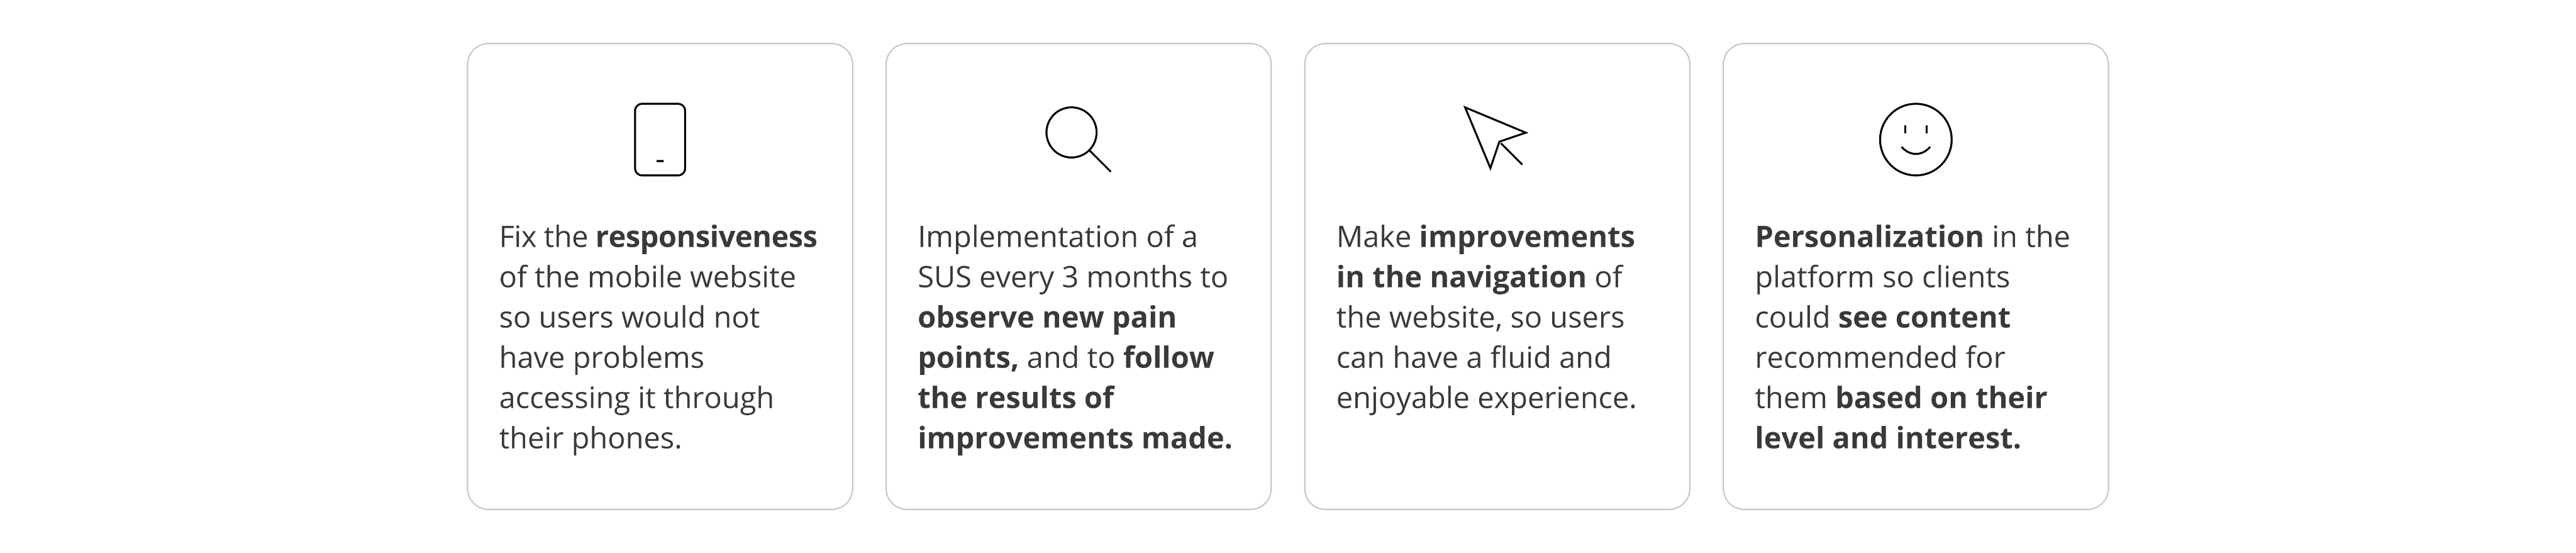 Fix the responsiveness
of the mobile website
so users would not
have problems
accessing it through
their phones.
Implementation of a
SUS every 3 months to
observe new pain
points, and to follow
the results of
improvements made.
Make improvements
in the navigation of
the website, so users
can have a fluid and
enjoyable experience.
Personalization in the
platform so clients
could see content
recommended for
them based on their
level and interest.